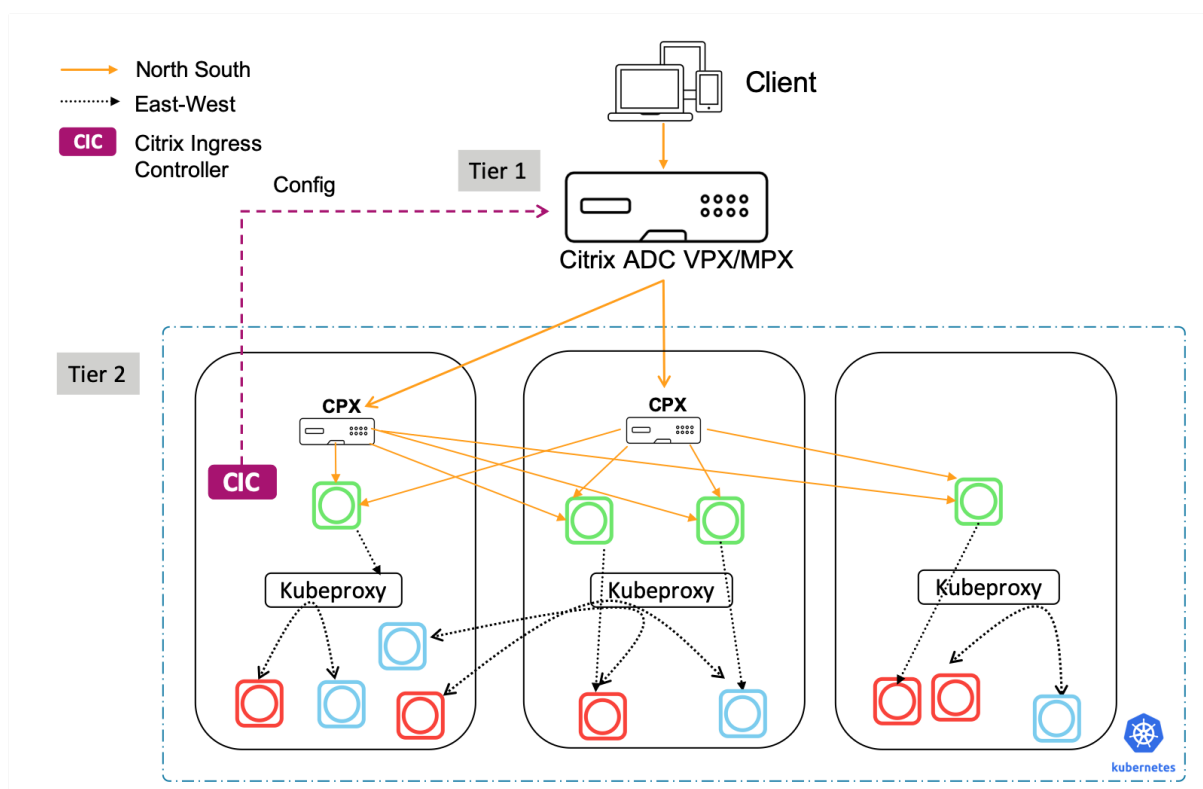 North South
East-West
CIC
Citrix Ingress
Controller
Client
Tier 1
Config
Citrix ADC VPX/MPX
Tier 2
CPX
CPX
CIC
Kubeproxy
Kubeproxy
Kubeproxy
kubernetes